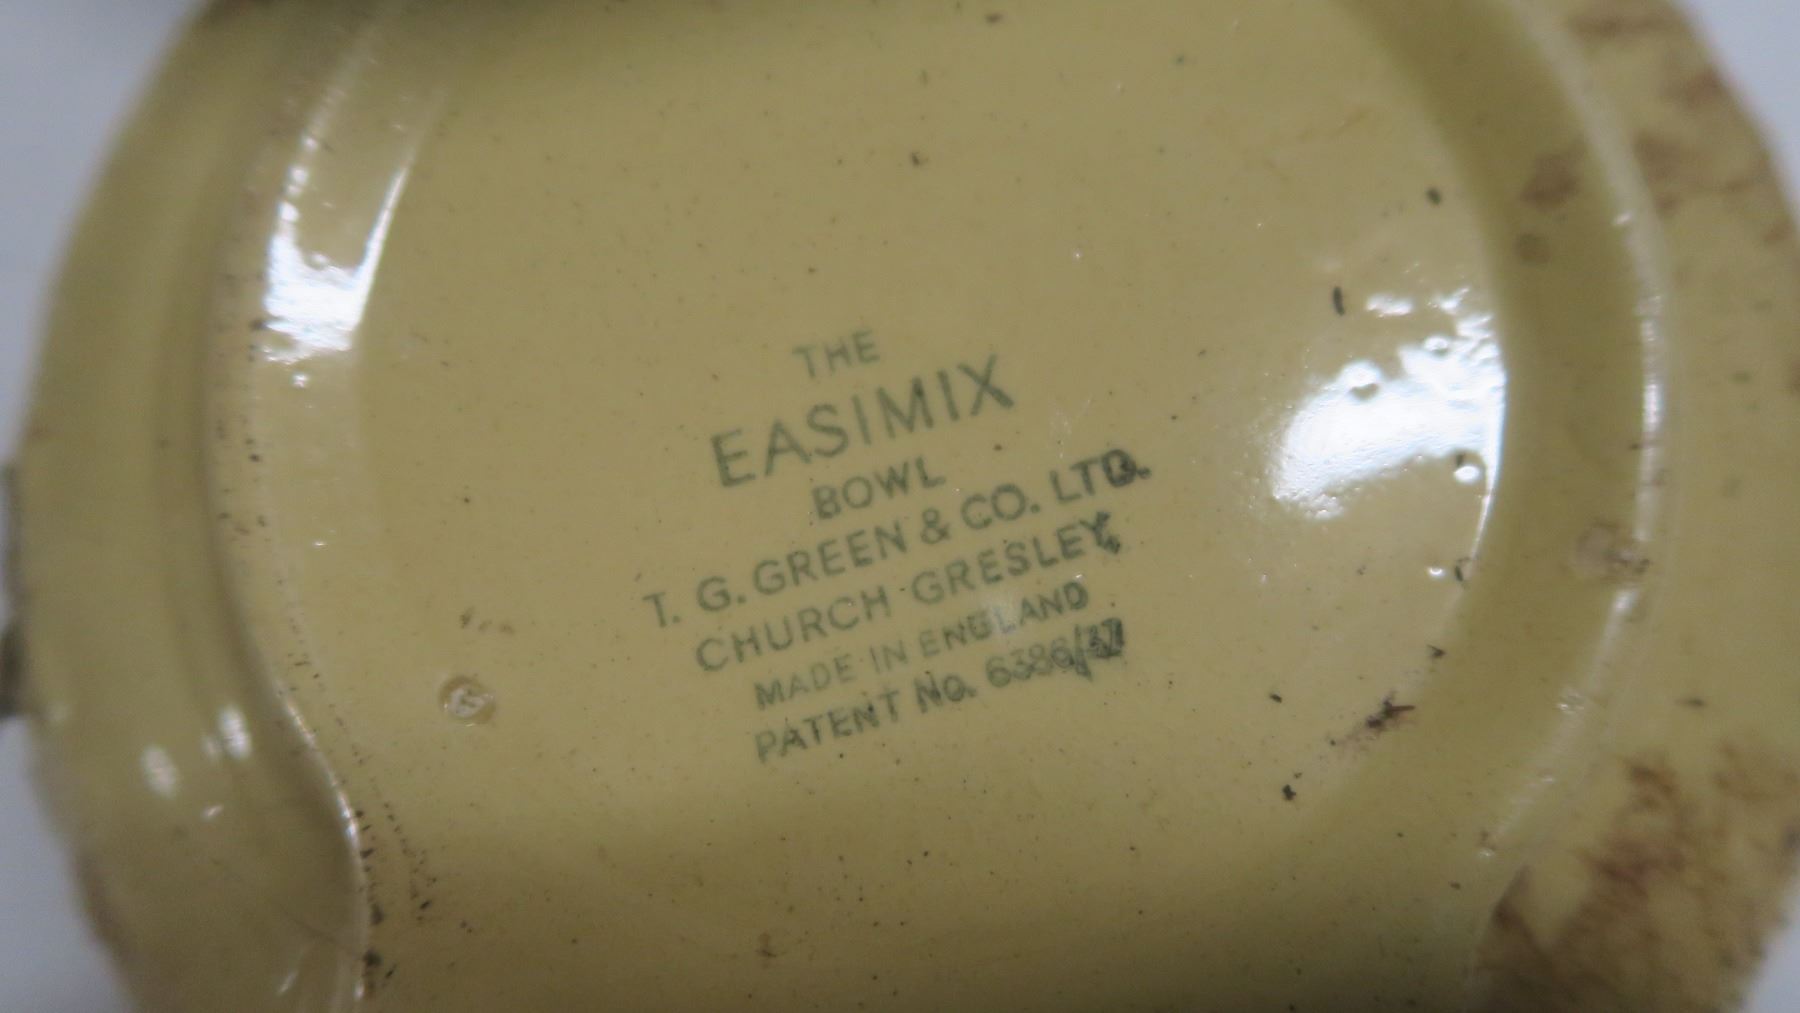 THE
EASIMIX
BOWL
T. G. GREEN & CO. LTD.
CHURCH GRESLEY,
MADE IN ENGLAND
PATENT NO. 6386/37